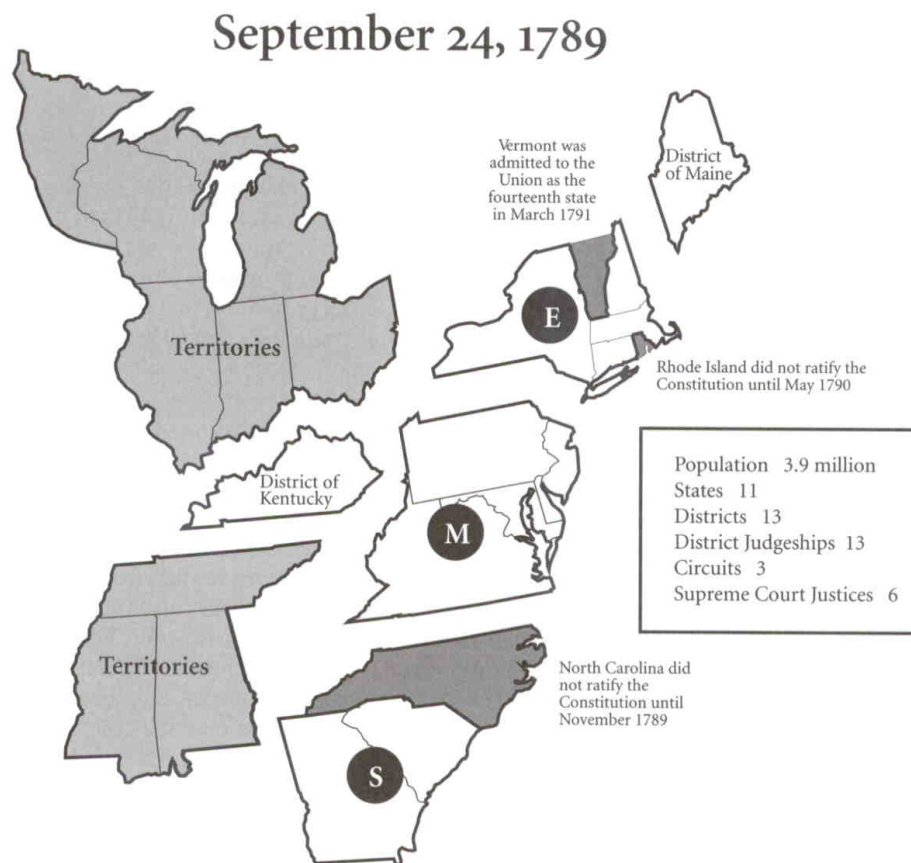 September 24, 1789
Vermont was
admitted to the
Union as the
fourteenth state
in March 1791
District
of Maine
E
Territories
Rhode Island did not ratify the
Constitution until May 1790
District of
Kentucky
M
Population 3.9 million
States 11
Districts 13
District Judgeships 13
Circuits 3
Supreme Court Justices 6
Territories
North Carolina did
not ratify the
Constitution until
November 1789
S